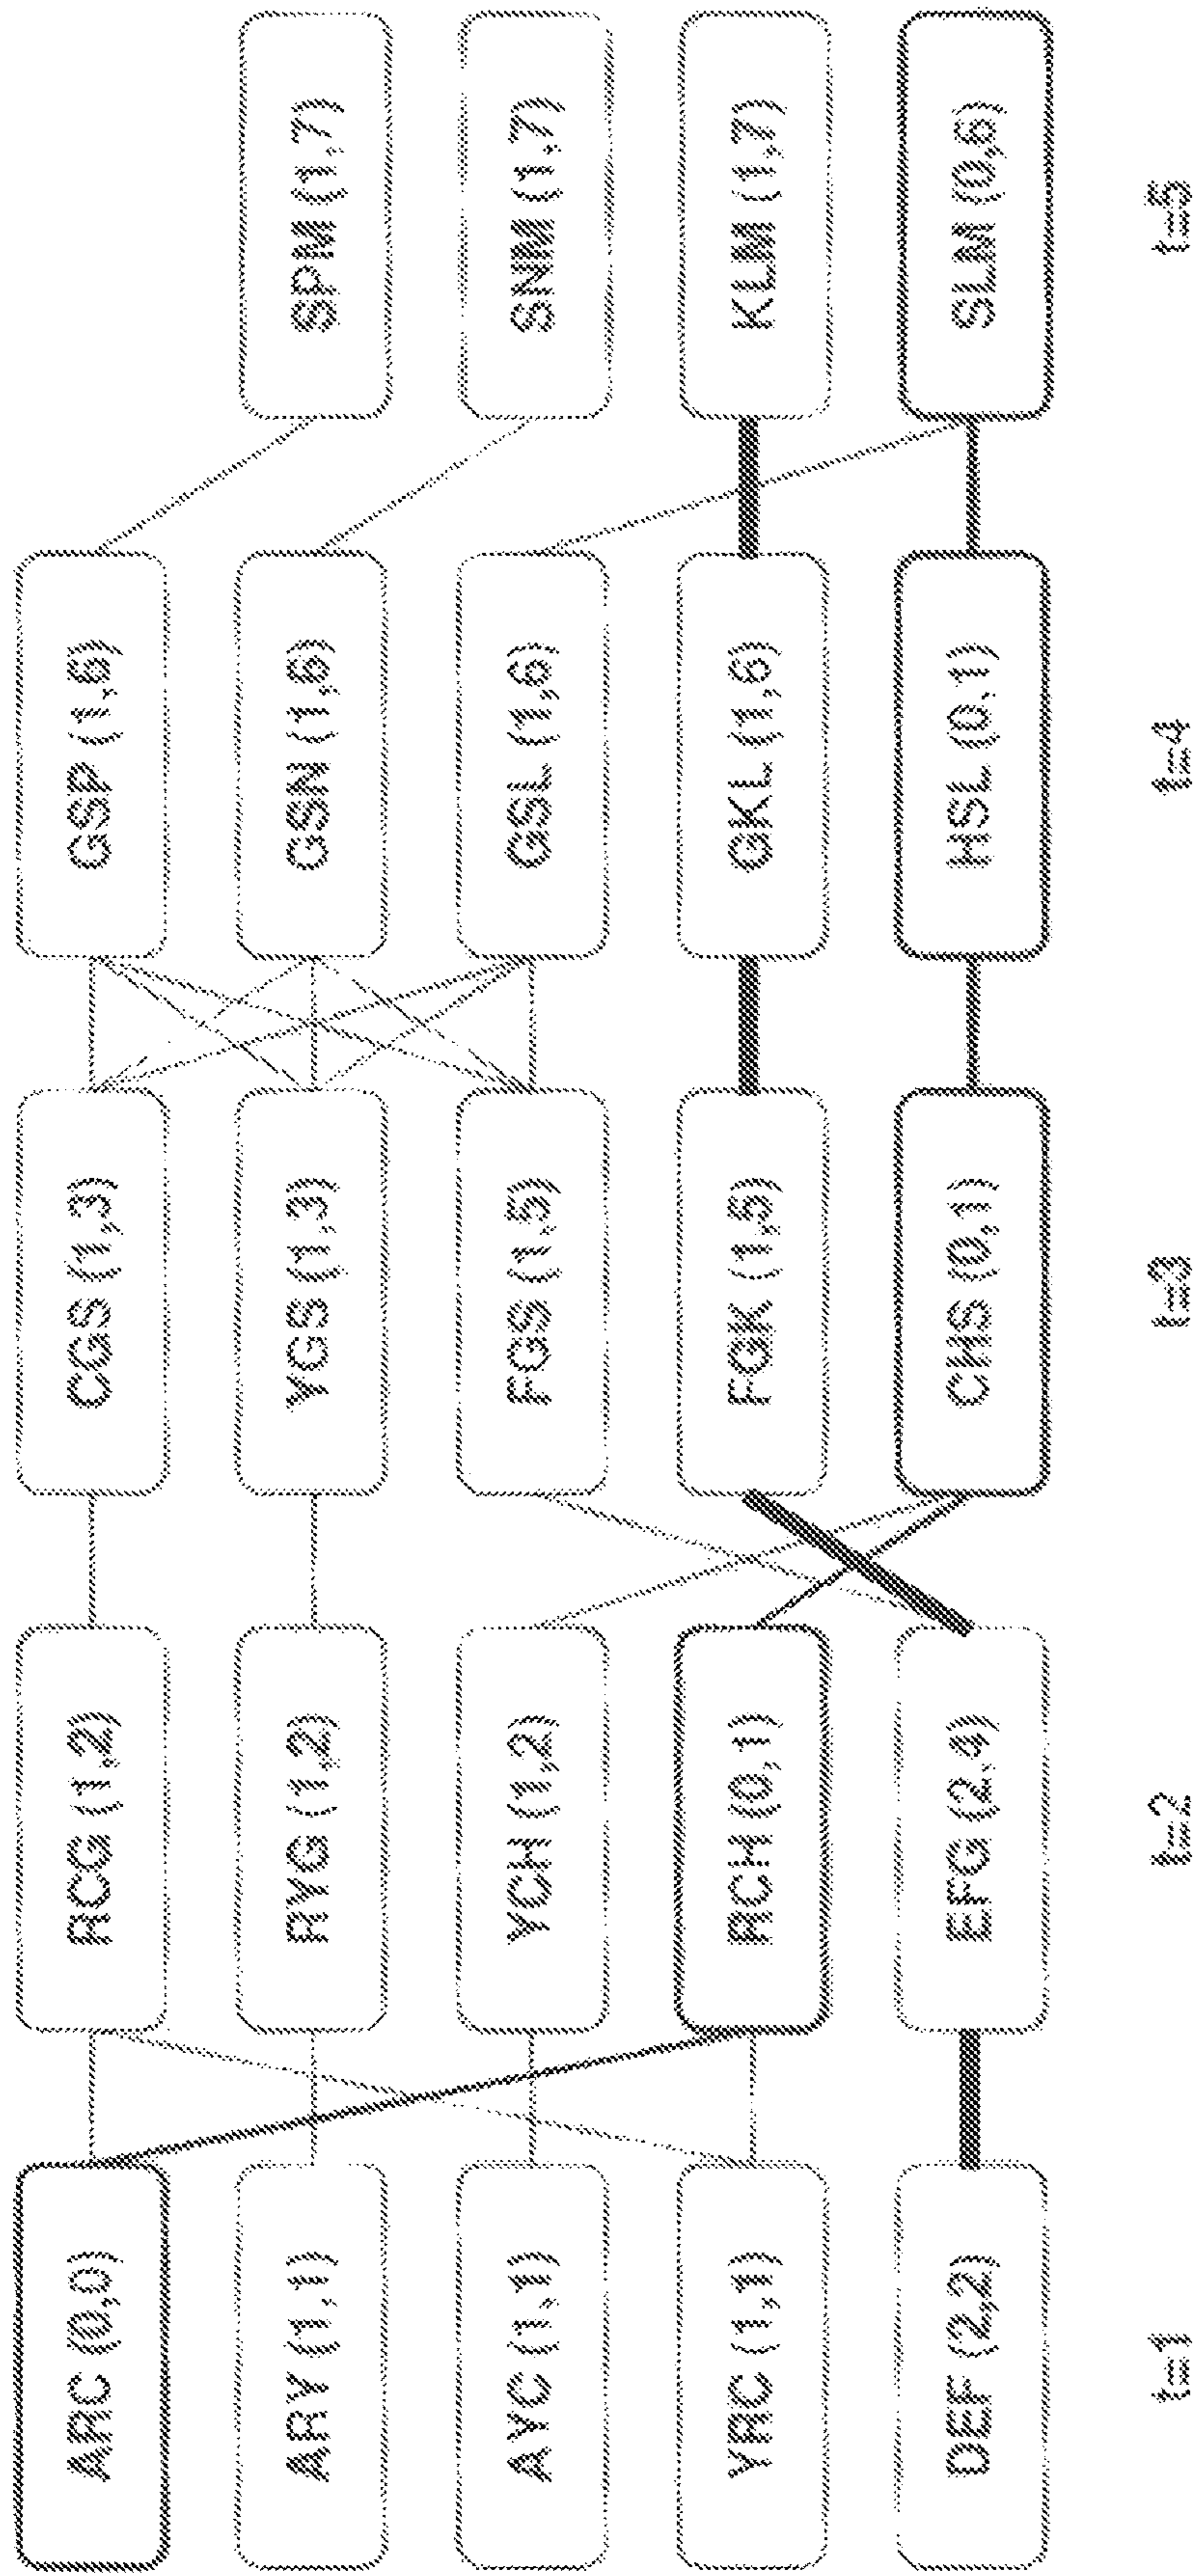 ARC (0,0)
ARY (1,1)
AYC (1,1)
YRC (1,1)
DEF (2,2)
t=1
RCG (1,2)
RYG (1,2)
YCH (1,2)
RCH (0,1)
EFG (2,4)
t=2
CGS (1,3)
YGS (1,3)
FGS (1,5)
FGK (1,5)
CHS (0,1)
t=3
GSP (1,6)
GSN (1,6)
GSL (1,6)
GKL (1,6)
HSL (0,1)
t=4
SPM (1,7)
SNM (1,7)
KLM (1,7)
SLM (0,6)
t=5